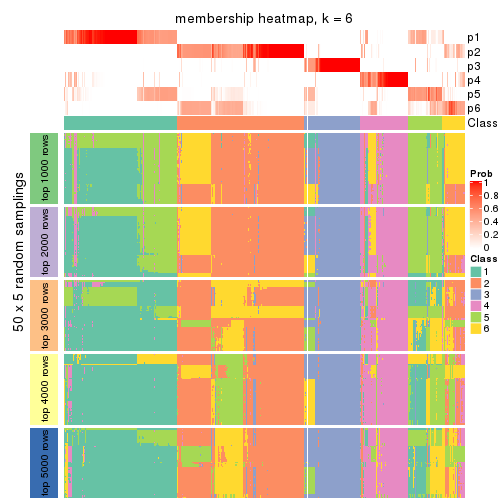 membership heatmap, k = 6
p1
p2
p3
p4
p5
p6
Class
50 x 5 random samplings
top 1000 rows
top 2000 rows
top 3000 rows
top 4000 rows
top 5000 rows
Prob
1
0.8
0.6
0.4
0.2
0
Class
1
2
3
4
5
6